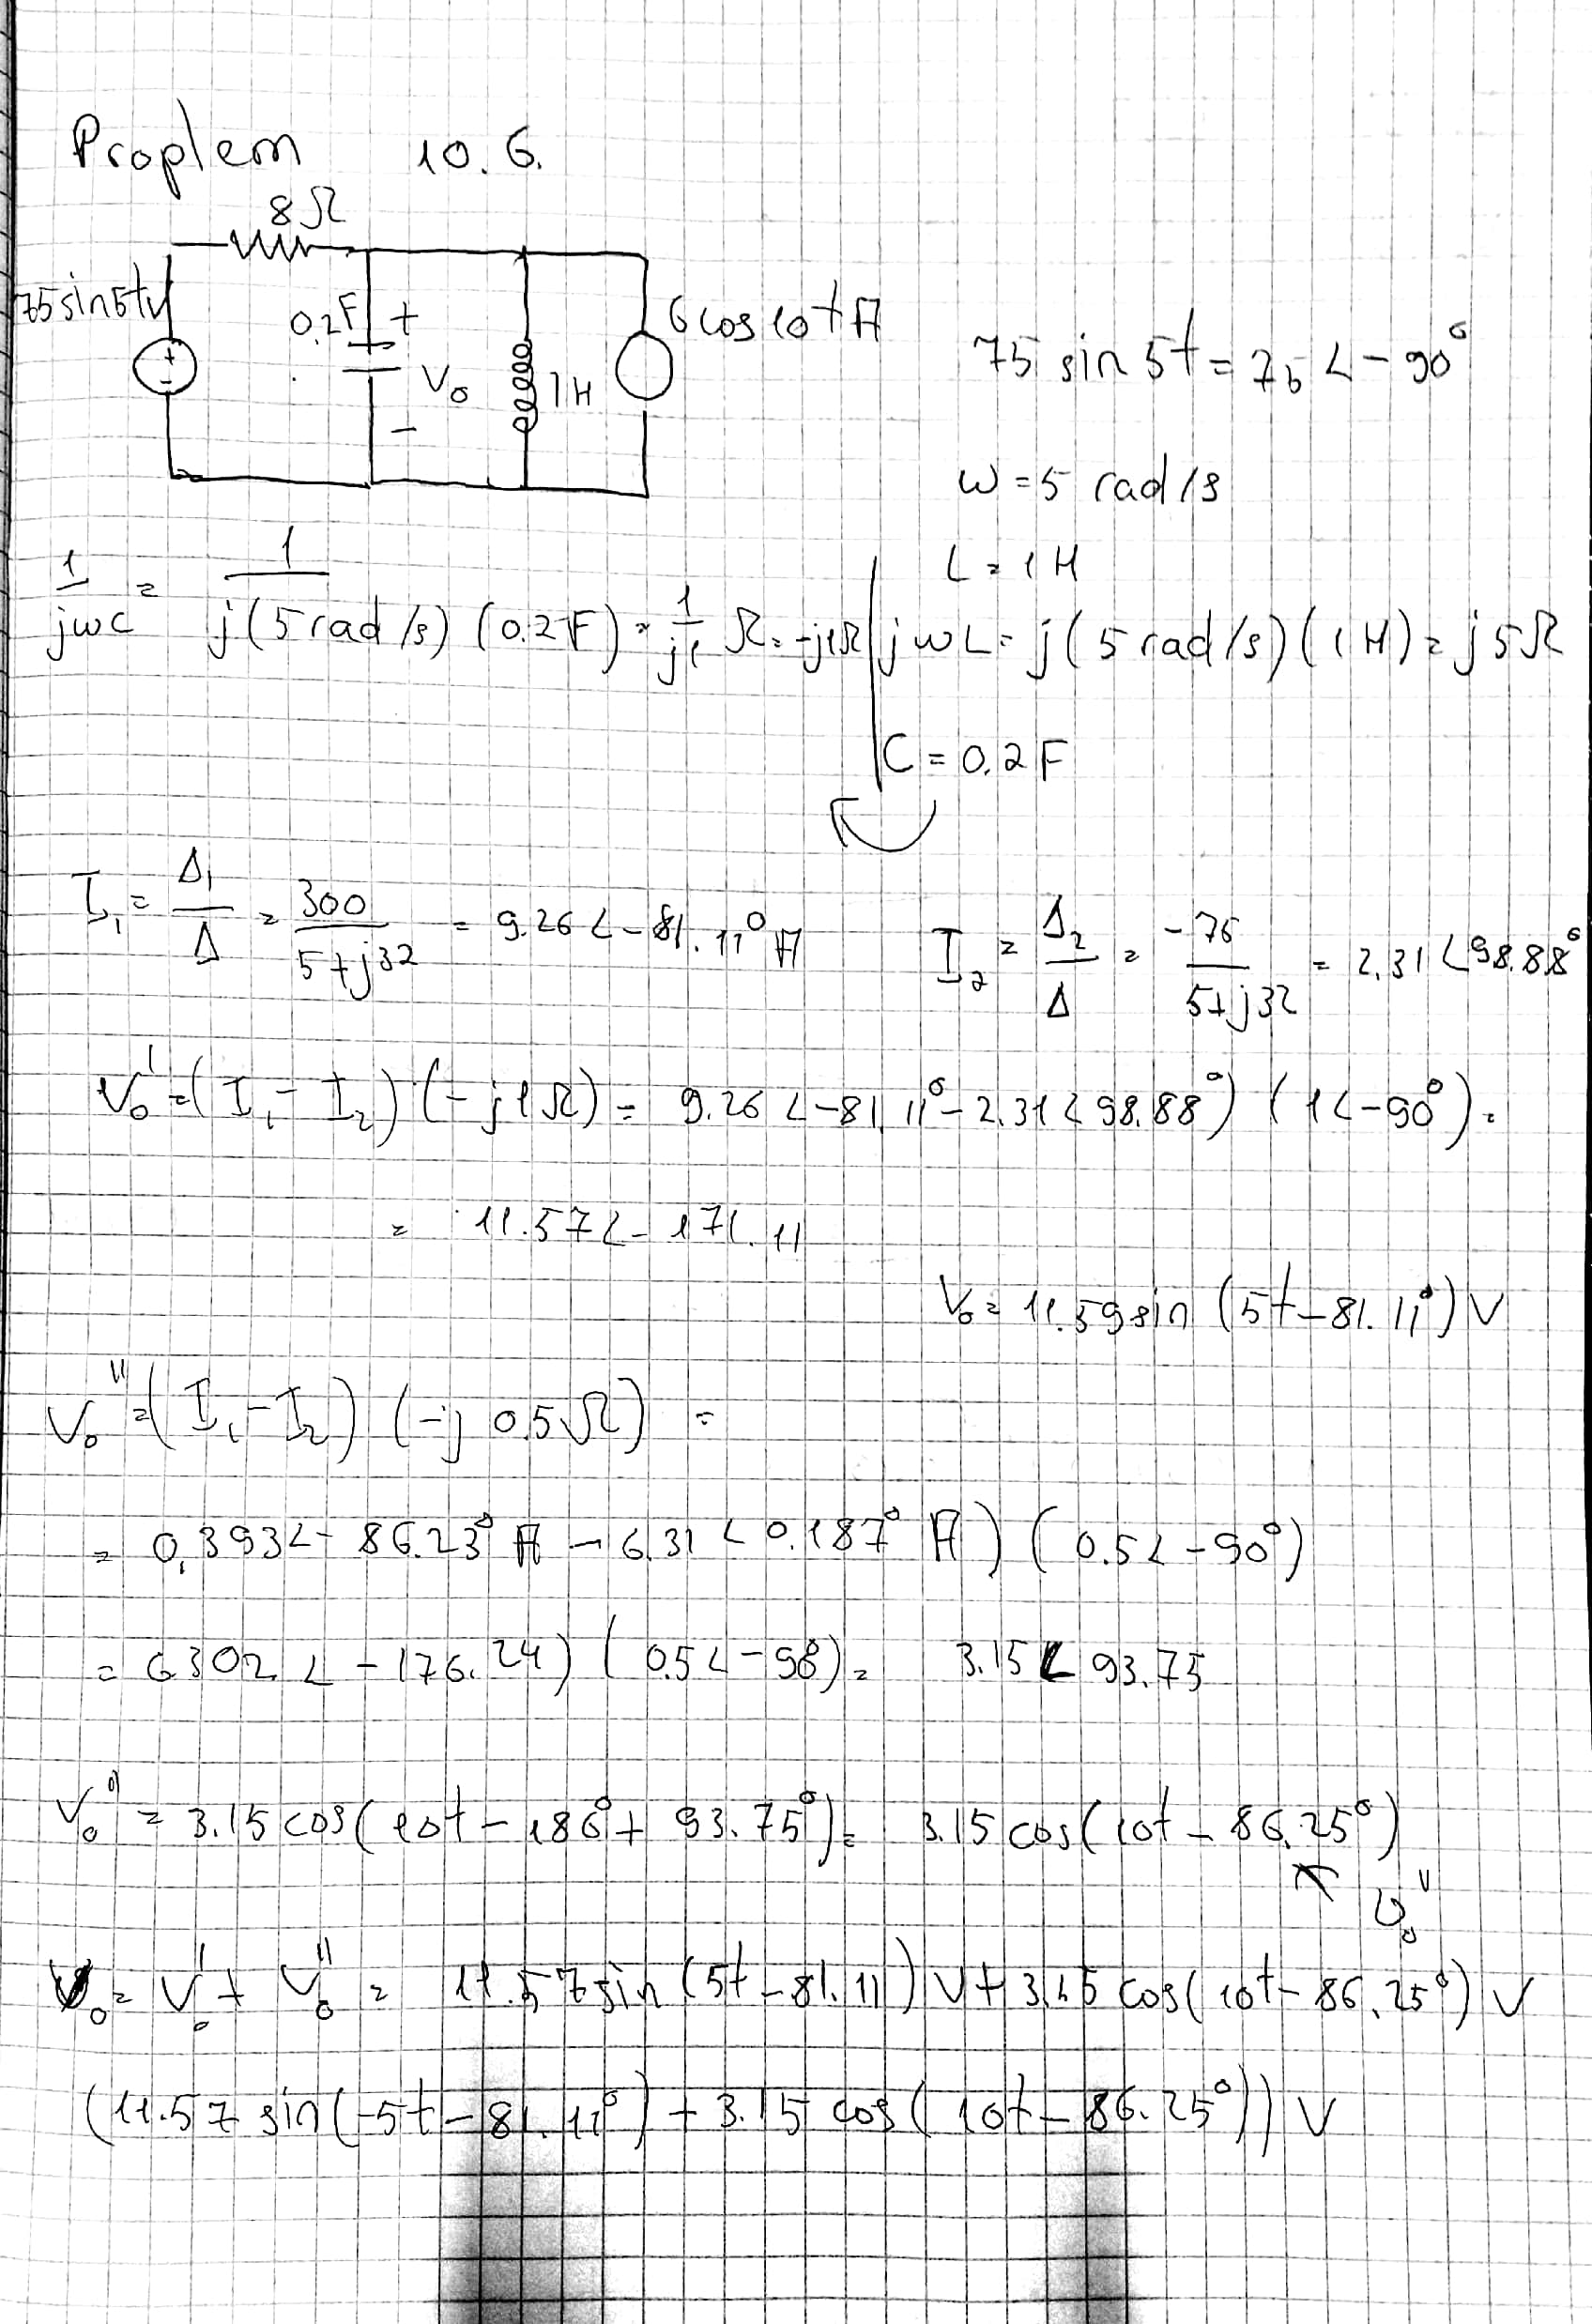 Proplem 10.6.
8Ω
75sin5tV
0.2F + 
6cos10tA
Vo
1H
-
75 sin 5t = 75∠-90°
ω = 5 rad/s
L = 1H
1/jωC = 1/j(5 rad/s)(0.2F) = 1/j1 Ω = -j1Ω
jωL = j(5 rad/s)(1H) = j5Ω
C = 0.2F
I₁ = Δ₁/Δ = 300/5+j32 = 9.26∠-81.11° A
I₂ = Δ₂/Δ = -75/5+j32 = 2.31∠98.88°
Vo' = (I₁ - I₂)(-j1Ω) = 9.26∠-81.11° - 2.31∠98.88°)(1∠-90°) =
= 11.57∠-171.11
Vo = 11.59 sin (5t-81.11°) V
Vo'' = (I₁ - I₂)(-j 0.5Ω) =
= 0,393∠-86.23° A - 6.31∠0.187° A)(0.5∠-90°)
= 6302∠-176.24)(0.5∠-90) = 3.15∠93.75
Vo'' = 3.15 cos(10t-180°+93.75°) = 3.15 cos(10t-86.25°)
υo''
Vo = Vo' + Vo'' = 11.57 sin (5t-81.11) V + 3.15 cos(10t-86.25°) V
(11.57 sin(-5t-81.11°) + 3.15 cos(10t-86.25°)) V